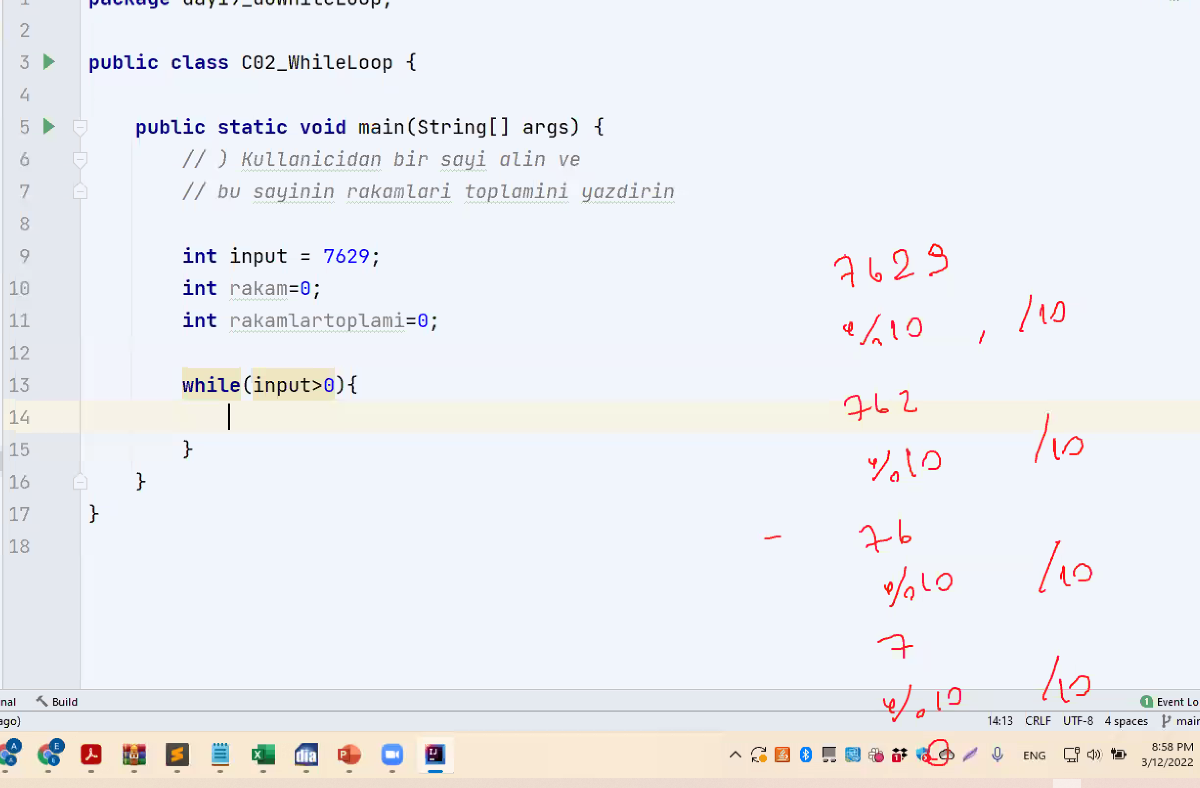 1
2
3 public class C02_WhileLoop {
4
5 public static void main(String[] args) {
6 // ) Kullanicidan bir sayi alin ve
7 // bu sayinin rakamlari toplamini yazdirin
8
9 int input = 7629;
10 int rakam=0;
11 int rakamlartoplami=0;
12
13 while(input>0){
14
15 }
16 }
17 }
18
7629
%10 , /10
762
%10 /10
- 76
%10 /10
7
%10 /10
nal Build 1 Event Lo
ago) 14:13 CRLF UTF-8 4 spaces main
A E dia ENG 8:58 PM
3/12/2022